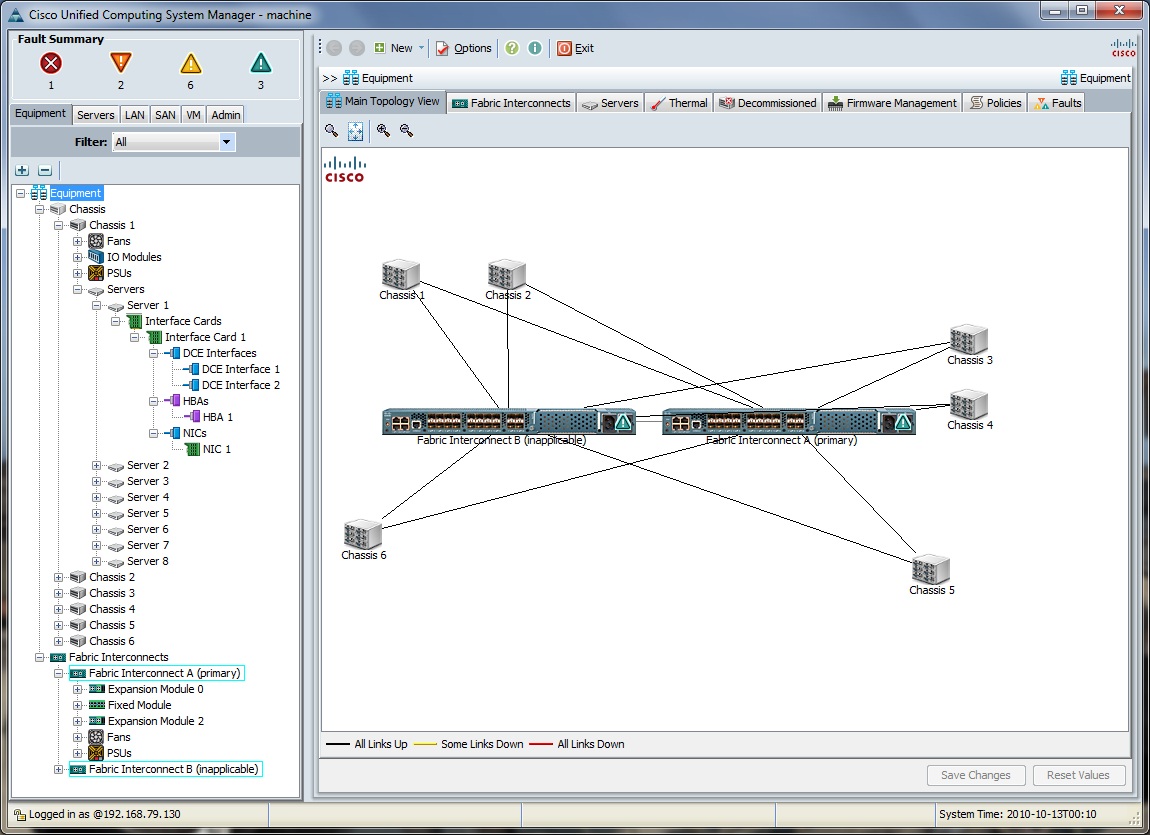 Cisco Unified Computing System Manager - machine
Fault Summary
1 2 6 3
Equipment Servers LAN SAN VM Admin
Filter: All
Equipment
Chassis
Chassis 1
Fans
IO Modules
PSUs
Servers
Server 1
Interface Cards
Interface Card 1
DCE Interfaces
DCE Interface 1
DCE Interface 2
HBAs
HBA 1
NICs
NIC 1
Server 2
Server 3
Server 4
Server 5
Server 6
Server 7
Server 8
Chassis 2
Chassis 3
Chassis 4
Chassis 5
Chassis 6
Fabric Interconnects
Fabric Interconnect A (primary)
Expansion Module 0
Fixed Module
Expansion Module 2
Fans
PSUs
Fabric Interconnect B (inapplicable)
New Options Exit
CISCO
>> Equipment Equipment
Main Topology View Fabric Interconnects Servers Thermal Decommissioned Firmware Management Policies Faults
CISCO
Chassis 1 Chassis 2
Chassis 3
Chassis 4
Fabric Interconnect B (inapplicable) Fabric Interconnect A (primary)
Chassis 6
Chassis 5
All Links Up Some Links Down All Links Down
Save Changes Reset Values
Logged in as @192.168.79.130 System Time: 2010-10-13T00:10